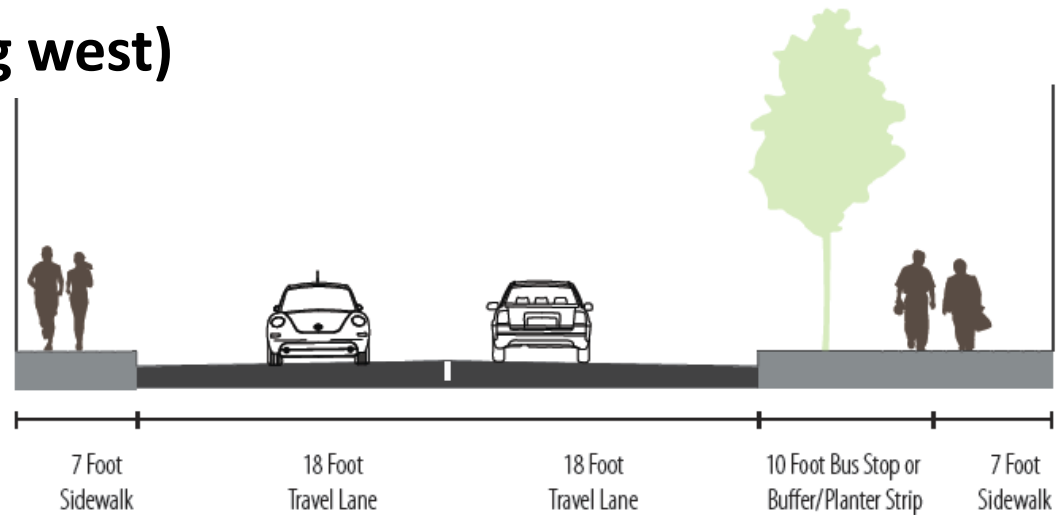 g west)
7 Foot
Sidewalk
18 Foot
Travel Lane
18 Foot
Travel Lane
10 Foot Bus Stop or
Buffer/Planter Strip
7 Foot
Sidewalk